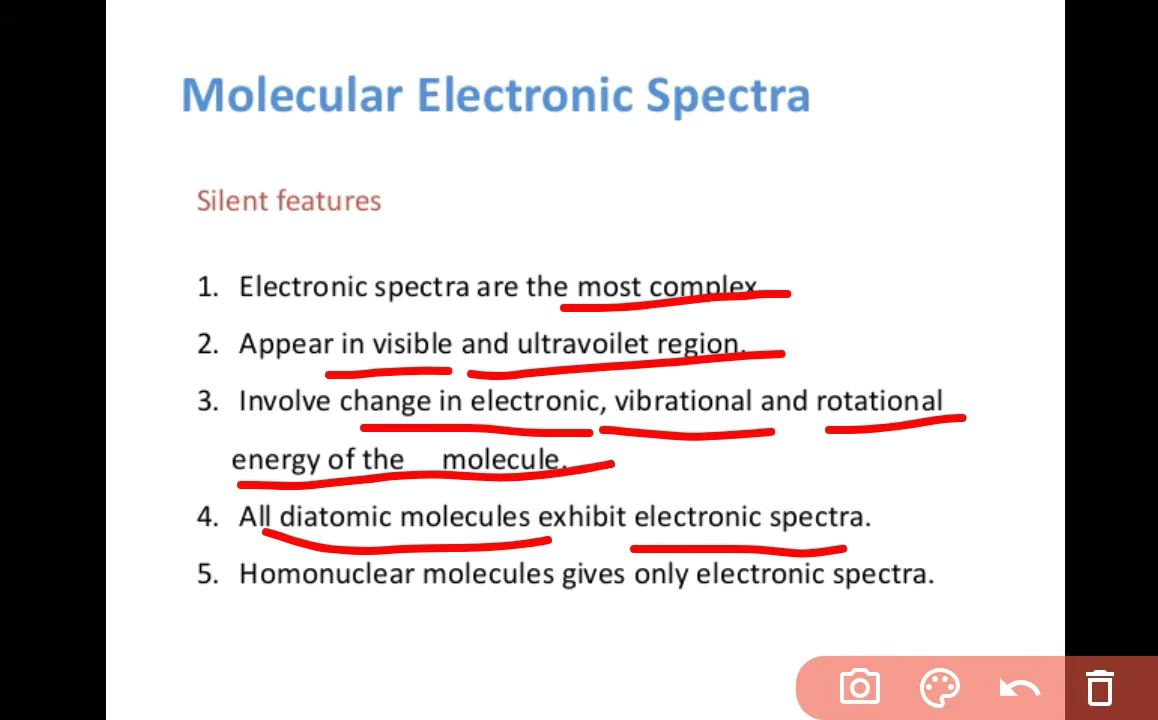 Molecular Electronic Spectra
Silent features
1. Electronic spectra are the most complex
2. Appear in visible and ultravoilet region.
3. Involve change in electronic, vibrational and rotational
energy of the molecule.
4. All diatomic molecules exhibit electronic spectra.
5. Homonuclear molecules gives only electronic spectra.